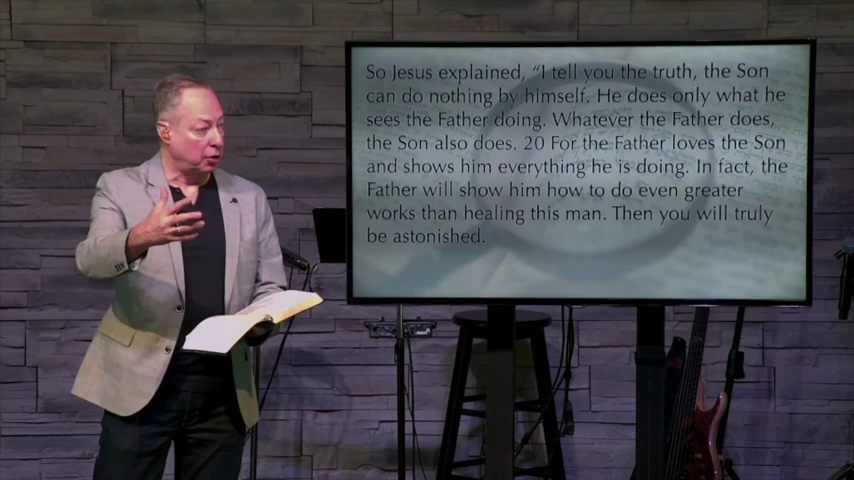 So Jesus explained, “I tell you the truth, the Son
can do nothing by himself. He does only what he
sees the Father doing. Whatever the Father does,
the Son also does. 20 For the Father loves the Son
and shows him everything he is doing. In fact, the
Father will show him how to do even greater
works than healing this man. Then you will truly
be astonished.